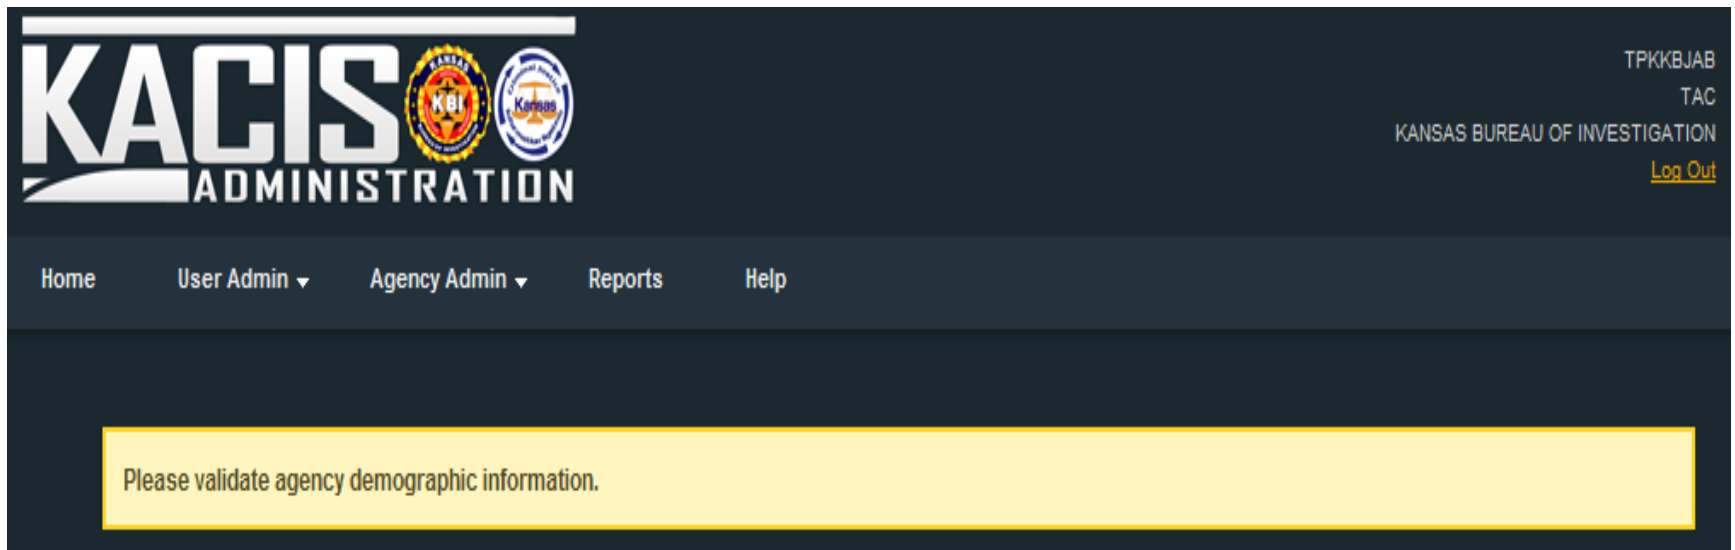 KACIS
KANSAS
KBI
Kansas
ADMINISTRATION
TPKKBJAB
TAC
KANSAS BUREAU OF INVESTIGATION
Log Out
Home User Admin Agency Admin Reports Help
Please validate agency demographic information.